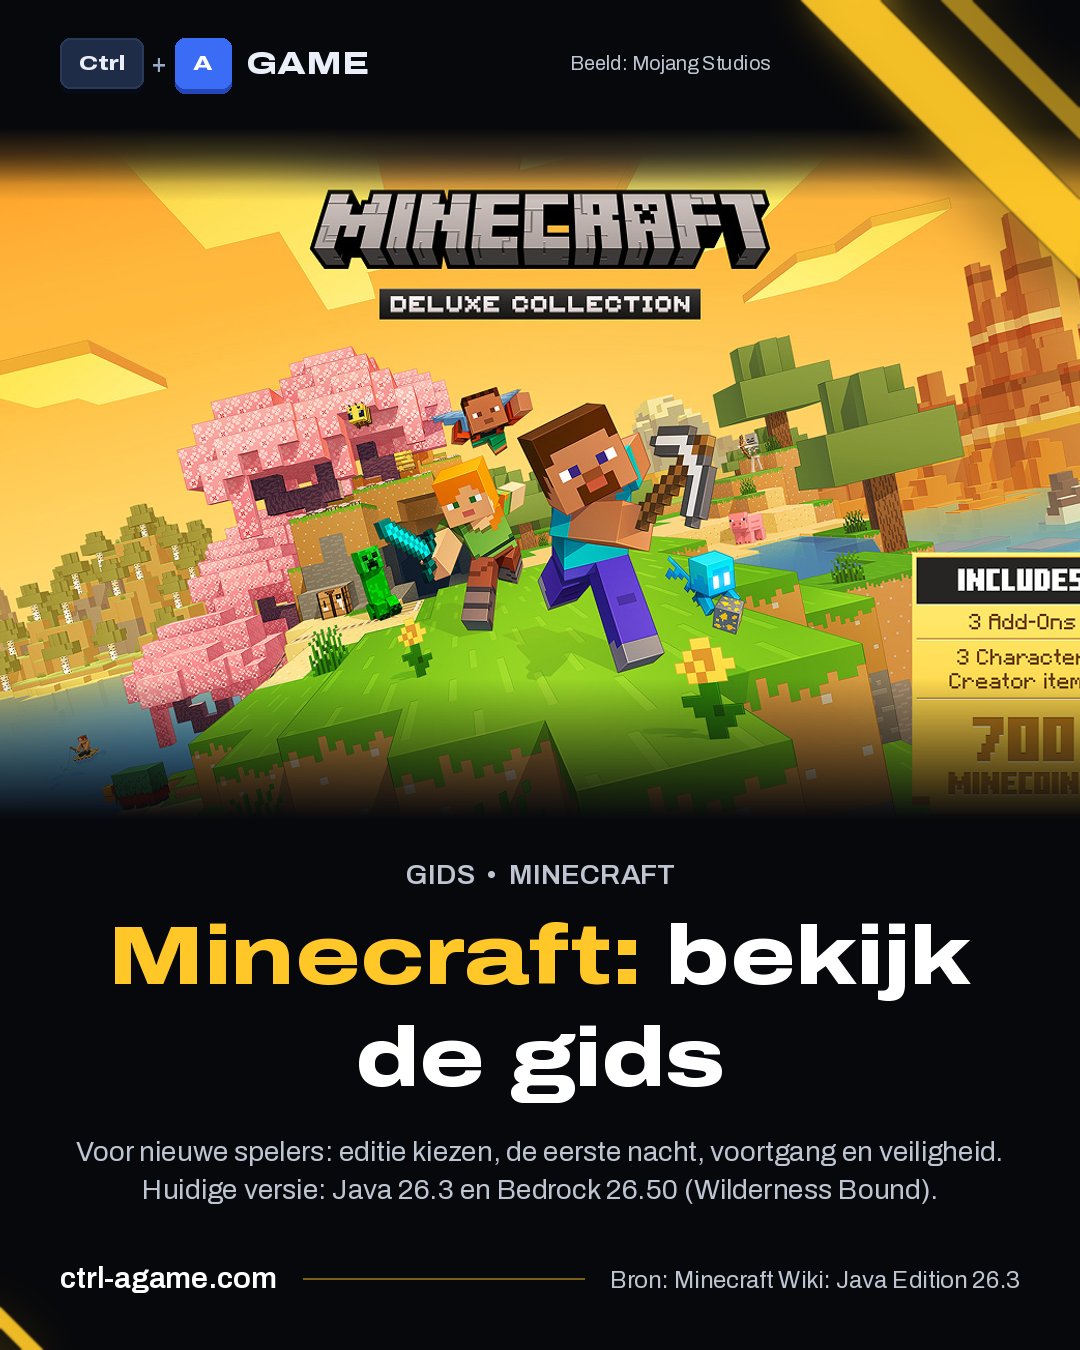 Ctrl + A GAME
Beeld: Mojang Studios
MINECRAFT
DELUXE COLLECTION
INCLUDES
3 Add-Ons
3 Character
Creator item
700
MINECOIN
GIDS • MINECRAFT
Minecraft: bekijk
de gids
Voor nieuwe spelers: editie kiezen, de eerste nacht, voortgang en veiligheid.
Huidige versie: Java 26.3 en Bedrock 26.50 (Wilderness Bound).
ctrl-agame.com
Bron: Minecraft Wiki: Java Edition 26.3